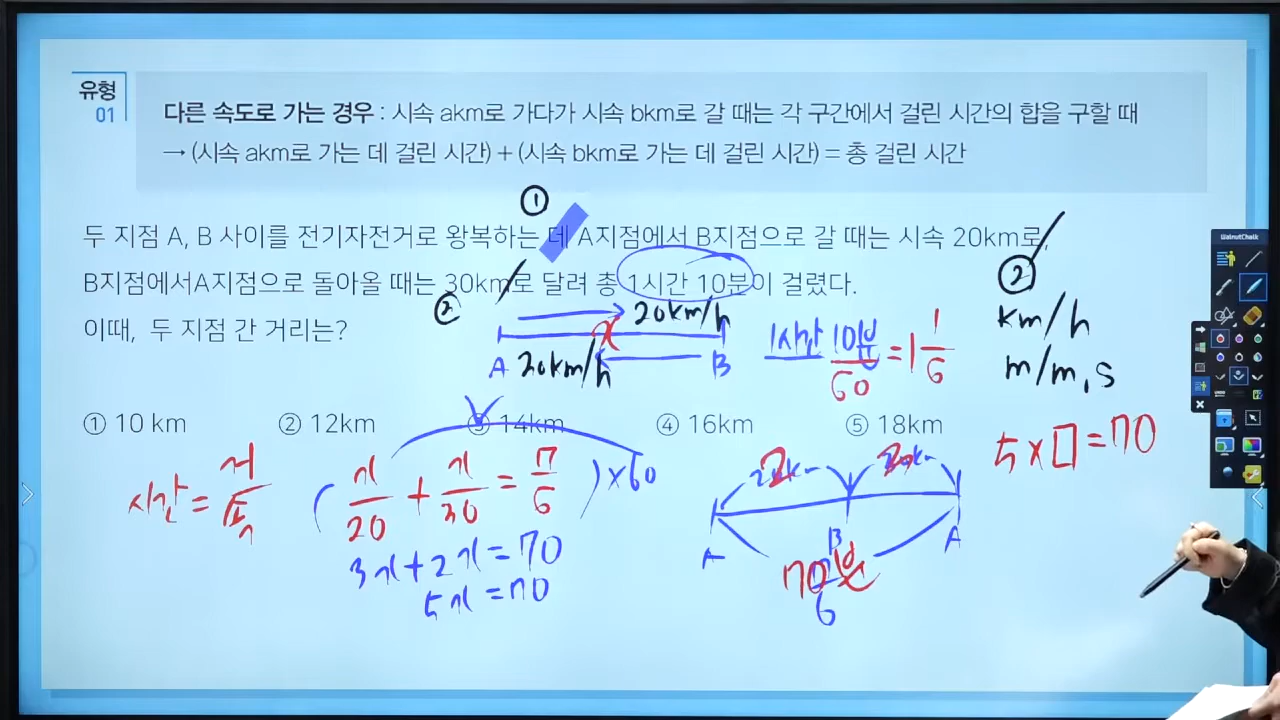 유형
01
다른 속도로 가는 경우 : 시속 akm로 가다가 시속 bkm로 갈 때는 각 구간에서 걸린 시간의 합을 구할 때
→ (시속 akm로 가는 데 걸린 시간) + (시속 bkm로 가는 데 걸린 시간) = 총 걸린 시간
①
두 지점 A, B 사이를 전기자전거로 왕복하는 데 A지점에서 B지점으로 갈 때는 시속 20km로,
B지점에서A지점으로 돌아올 때는 30km로 달려 총 1시간 10분이 걸렸다.
② ②
이때, 두 지점 간 거리는?
20km/h
x
A 20km/h B
1시간 10분/60 = 1 1/6
km/h
m/m, s
① 10 km ② 12km ③ 14km ④ 16km ⑤ 18km
5 x □ = 70
시간 =
( x/20 + x/30 = 7/6 ) x 60
3x + 2x = 70
5x = 70
A B A
70분
6
WalnutChalk